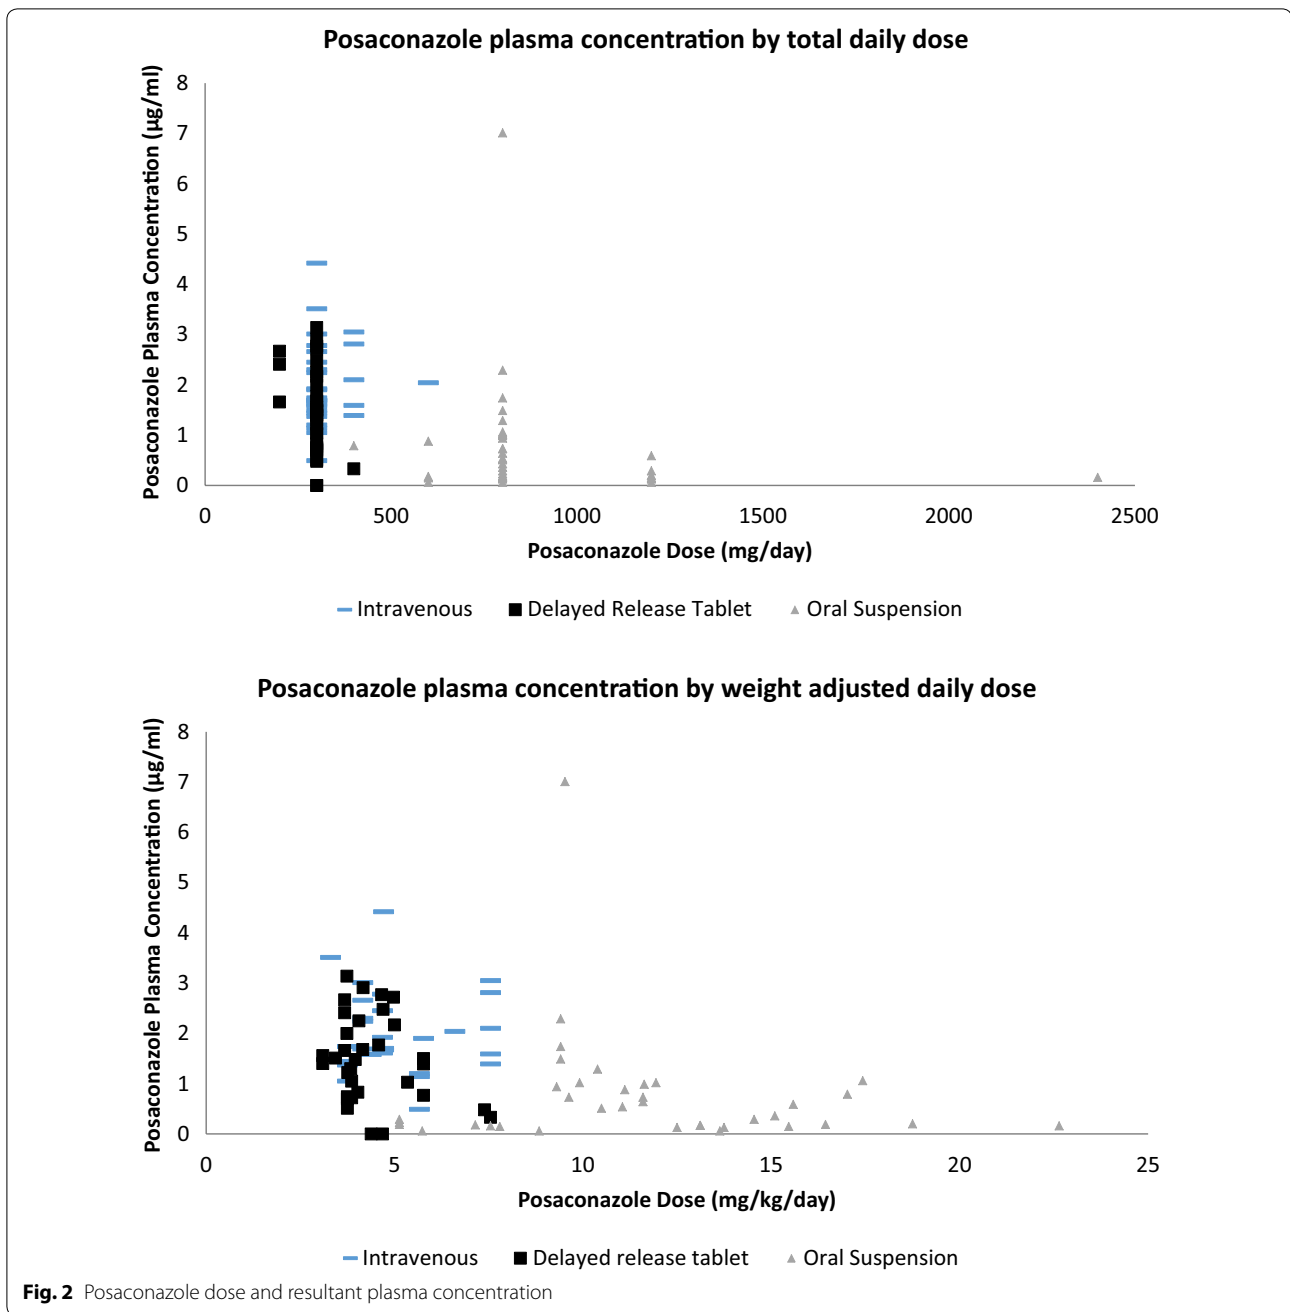 Posaconazole plasma concentration by total daily dose
Posaconazole Plasma Concentration (µg/ml)
8
7
6
5
4
3
2
1
0
0 500 1000 1500 2000 2500
Posaconazole Dose (mg/day)
Intravenous Delayed Release Tablet Oral Suspension
Posaconazole plasma concentration by weight adjusted daily dose
Posaconazole Plasma Concentration (µg/ml)
8
7
6
5
4
3
2
1
0
0 5 10 15 20 25
Posaconazole Dose (mg/kg/day)
Intravenous Delayed release tablet Oral Suspension
Fig. 2 Posaconazole dose and resultant plasma concentration